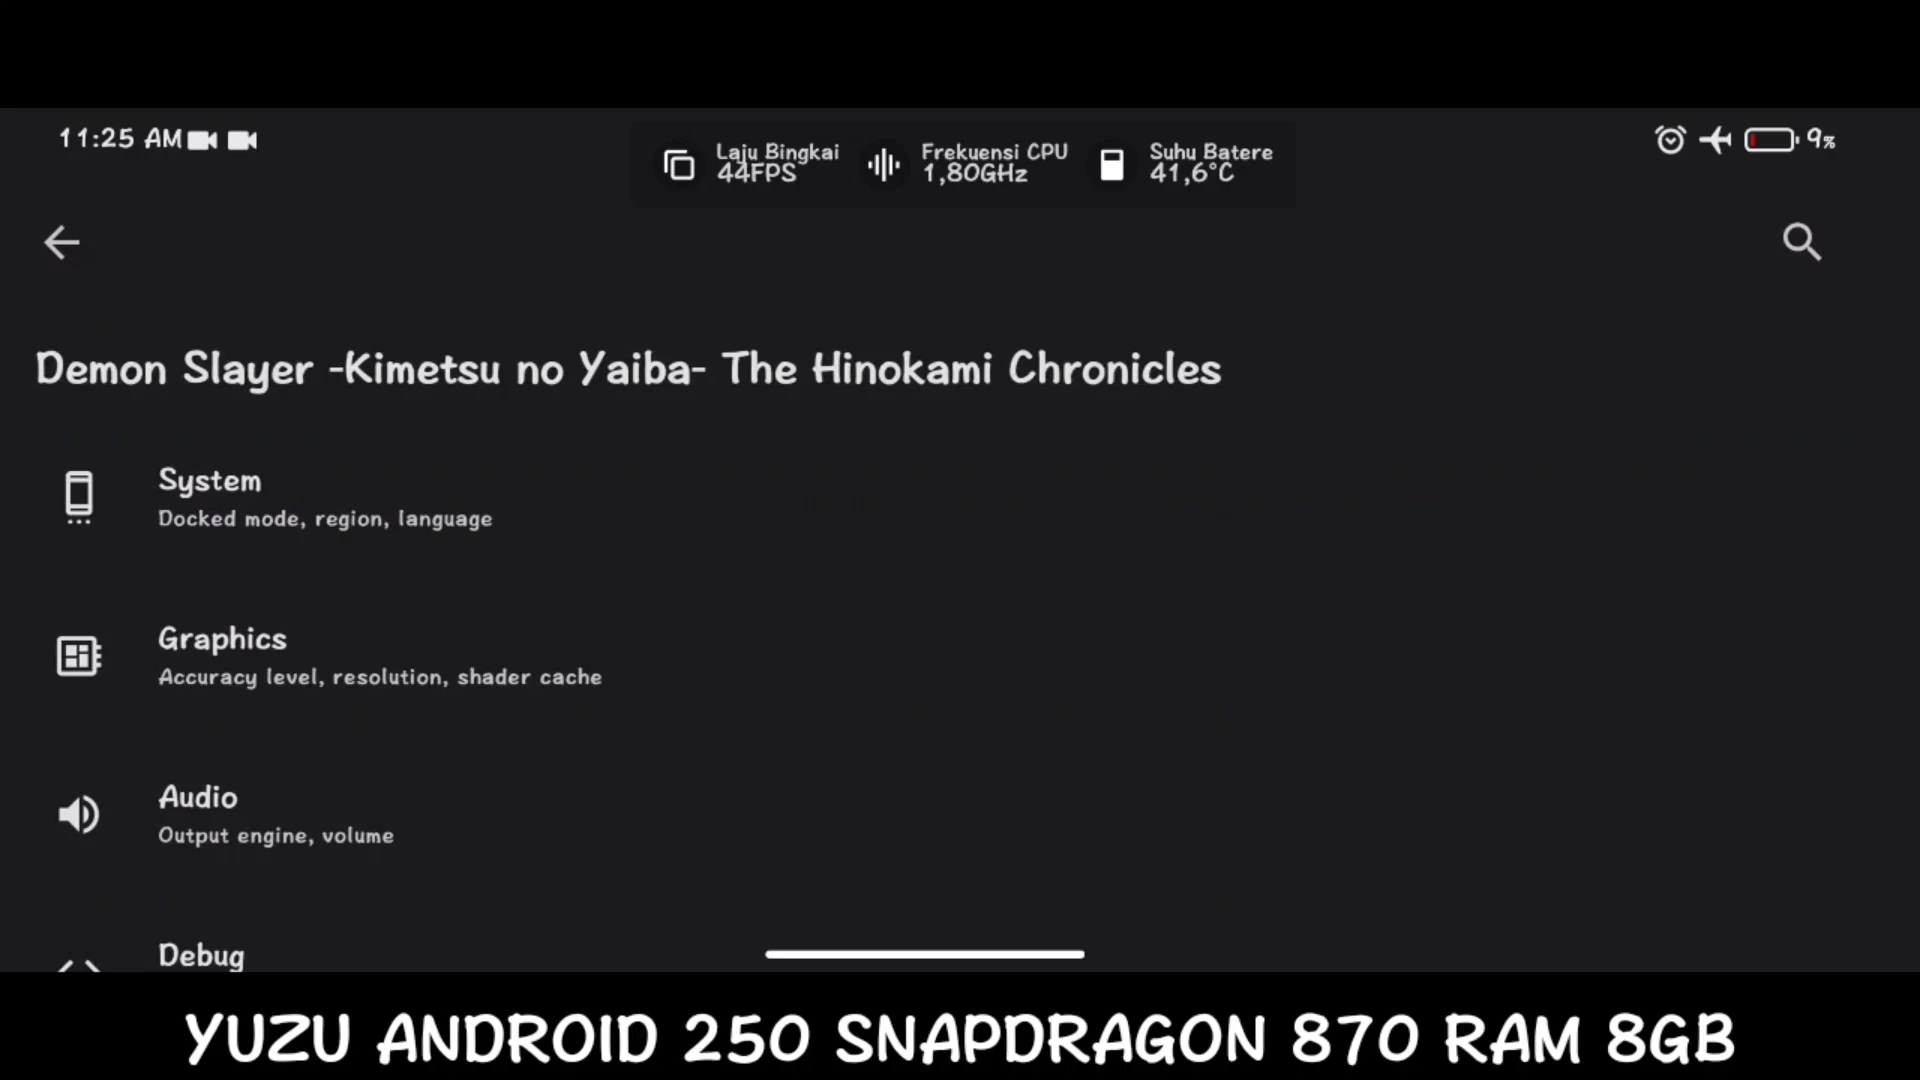 11:25 AM
Laju Bingkai
44FPS
Frekuensi CPU
1,80GHz
Suhu Batere
41,6°C
9%
Demon Slayer -Kimetsu no Yaiba- The Hinokami Chronicles
System
Docked mode, region, language
Graphics
Accuracy level, resolution, shader cache
Audio
Output engine, volume
Debug
YUZU ANDROID 250 SNAPDRAGON 870 RAM 8GB